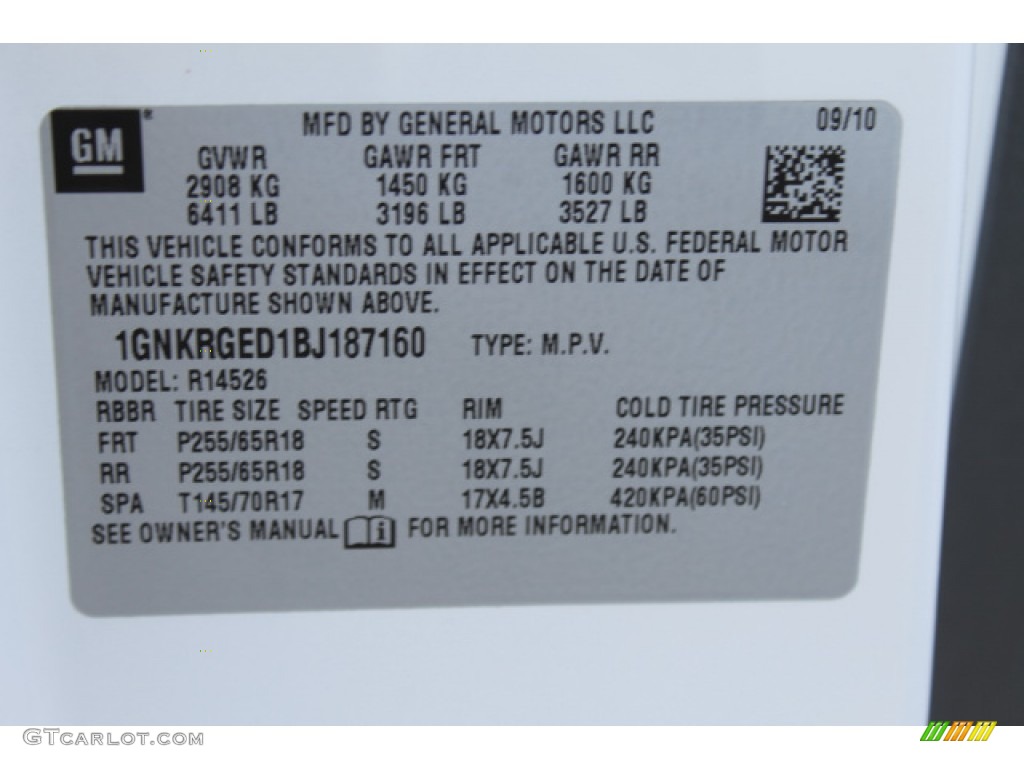 GM ® MFD BY GENERAL MOTORS LLC 09/10
GVWR GAWR FRT GAWR RR
2908 KG 1450 KG 1600 KG
6411 LB 3196 LB 3527 LB
THIS VEHICLE CONFORMS TO ALL APPLICABLE U.S. FEDERAL MOTOR
VEHICLE SAFETY STANDARDS IN EFFECT ON THE DATE OF
MANUFACTURE SHOWN ABOVE.
1GNKRGED1BJ187160 TYPE: M.P.V.
MODEL: R14526
RBBR TIRE SIZE SPEED RTG RIM COLD TIRE PRESSURE
FRT P255/65R18 S 18X7.5J 240KPA(35PSI)
RR P255/65R18 S 18X7.5J 240KPA(35PSI)
SPA T145/70R17 M 17X4.5B 420KPA(60PSI)
SEE OWNER'S MANUAL i FOR MORE INFORMATION.
GTCARLOT.COM